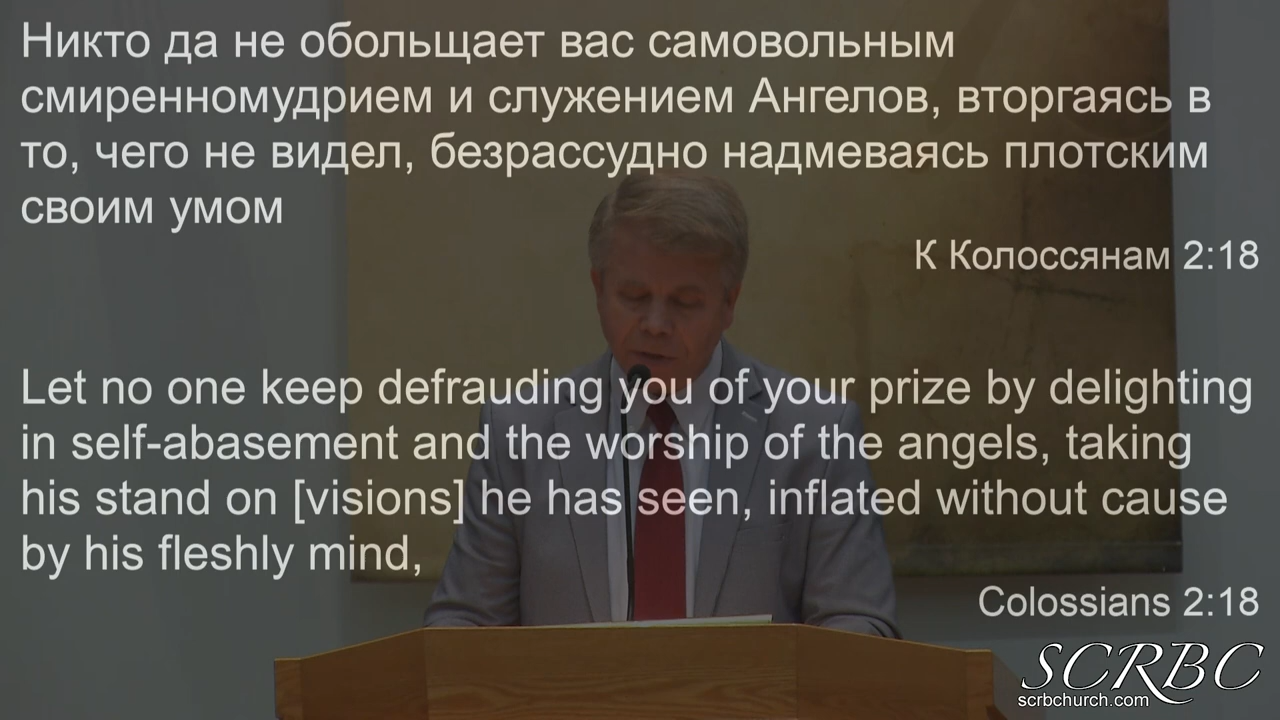 Никто да не обольщает вас самовольным
смиренномудрием и служением Ангелов, вторгаясь в
то, чего не видел, безрассудно надмеваясь плотским
своим умом
К Колоссянам 2:18
Let no one keep defrauding you of your prize by delighting
in self-abasement and the worship of the angels, taking
his stand on [visions] he has seen, inflated without cause
by his fleshly mind,
Colossians 2:18
SCRBC
scrbchurch.com